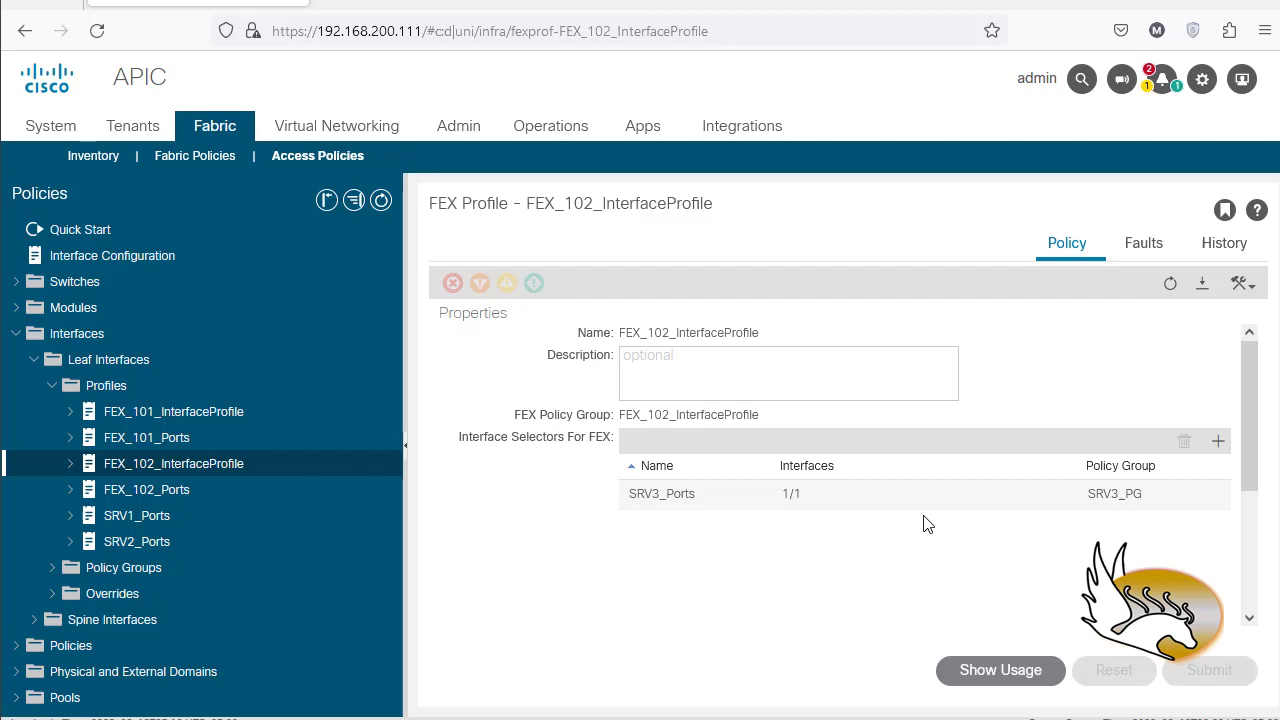 https://192.168.200.111/#c:d|uni/infra/fexprof-FEX_102_InterfaceProfile
M
CISCO
APIC
admin
2
1
1
System
Tenants
Fabric
Virtual Networking
Admin
Operations
Apps
Integrations
Inventory | Fabric Policies | Access Policies
Policies
Quick Start
Interface Configuration
Switches
Modules
Interfaces
Leaf Interfaces
Profiles
FEX_101_InterfaceProfile
FEX_101_Ports
FEX_102_InterfaceProfile
FEX_102_Ports
SRV1_Ports
SRV2_Ports
Policy Groups
Overrides
Spine Interfaces
Policies
Physical and External Domains
Pools
FEX Profile - FEX_102_InterfaceProfile
Policy
Faults
History
Properties
Name: FEX_102_InterfaceProfile
Description: optional
FEX Policy Group: FEX_102_InterfaceProfile
Interface Selectors For FEX:
Name Interfaces Policy Group
SRV3_Ports 1/1 SRV3_PG
Show Usage
Reset
Submit